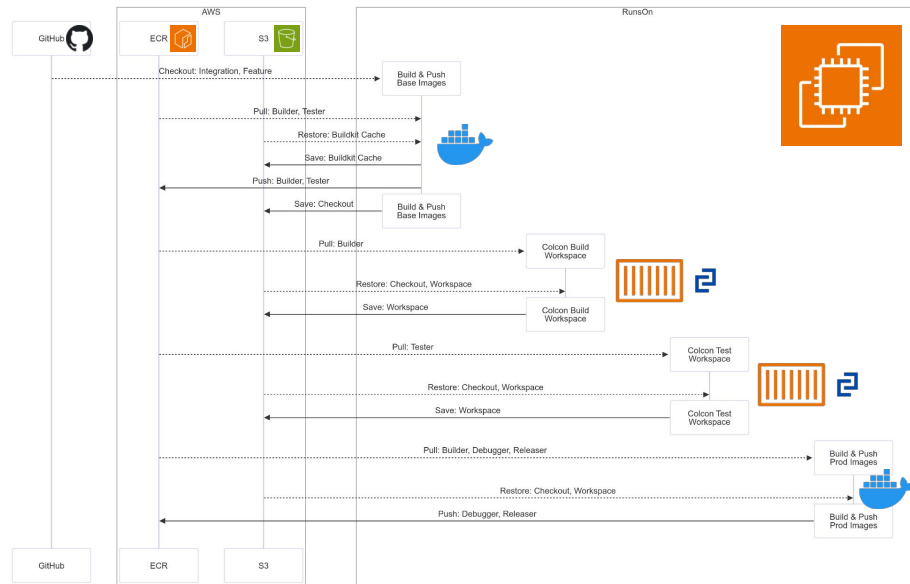 AWS
RunsOn
GitHub
ECR
S3
Checkout: Integration, Feature
Build & Push
Base Images
Pull: Builder, Tester
Restore: Buildkit Cache
Save: Buildkit Cache
Push: Builder, Tester
Save: Checkout
Build & Push
Base Images
Pull: Builder
Colcon Build
Workspace
Restore: Checkout, Workspace
Save: Workspace
Colcon Build
Workspace
Pull: Tester
Colcon Test
Workspace
Restore: Checkout, Workspace
Save: Workspace
Colcon Test
Workspace
Pull: Builder, Debugger, Releaser
Build & Push
Prod Images
Restore: Checkout, Workspace
Push: Debugger, Releaser
Build & Push
Prod Images
GitHub
ECR
S3